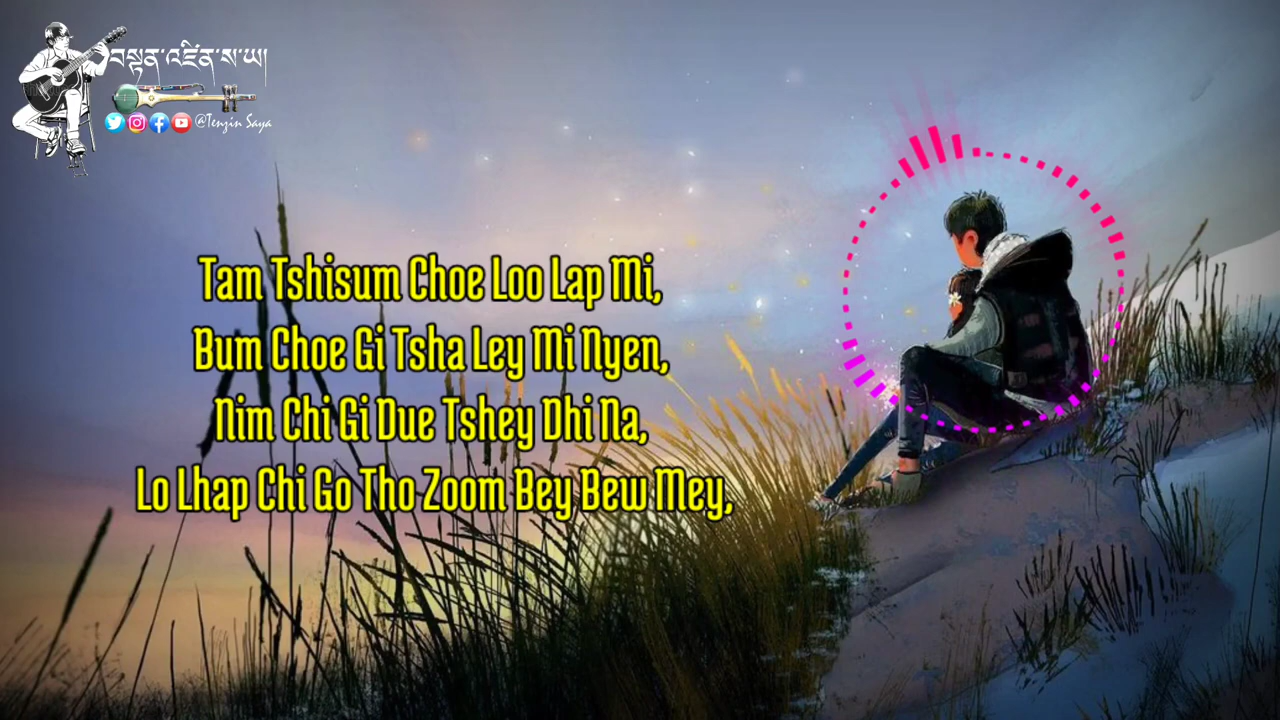 བསྟན་འཛིན་ས་ཡ།
@Tenzin Saya
Tam Tshisum Choe Loo Lap Mi,
Bum Choe Gi Tsha Ley Mi Nyen,
Nim Chi Gi Due Tshey Dhi Na,
Lo Lhap Chi Go Tho Zoom Bey Bew Mey,